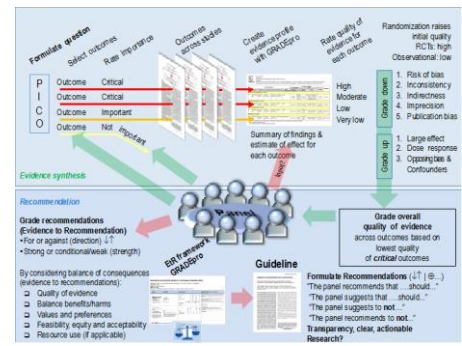 Formulate question
Select outcomes
Rate importance
Outcomes
across studies
Create
evidence profile
with GRADEpro
Rate quality of
evidence for
each outcome
Randomization raises
initial quality
RCTs: high
Observational: low
P
I
C
O
Outcome Critical
Outcome Critical
Outcome Important
Outcome Not important
High
Moderate
Low
Very low
Summary of findings &
estimate of effect for
each outcome
Grade down
1. Risk of bias
2. Inconsistency
3. Indirectness
4. Imprecision
5. Publication bias
Grade up
1. Large effect
2. Dose response
3. Opposing bias &
Confounders
Evidence synthesis
Panel
Recommendation
Grade recommendations
(Evidence to Recommendation)
• For or against (direction) ↓↑
• Strong or conditional/weak (strength)
By considering balance of consequences
(evidence to recommendations):
❑ Quality of evidence
❑ Balance benefits/harms
❑ Values and preferences
❑ Feasibility, equity and acceptability
❑ Resource use (if applicable)
EtR framework
GRADEpro
Guideline
Grade overall
quality of evidence
across outcomes based on
lowest quality
of critical outcomes
Formulate Recommendations (↓↑ | ⊕...)
"The panel recommends that ....should..."
"The panel suggests that ....should..."
"The panel suggests to not..."
"The panel recommends to not..."
Transparency, clear, actionable
Research?